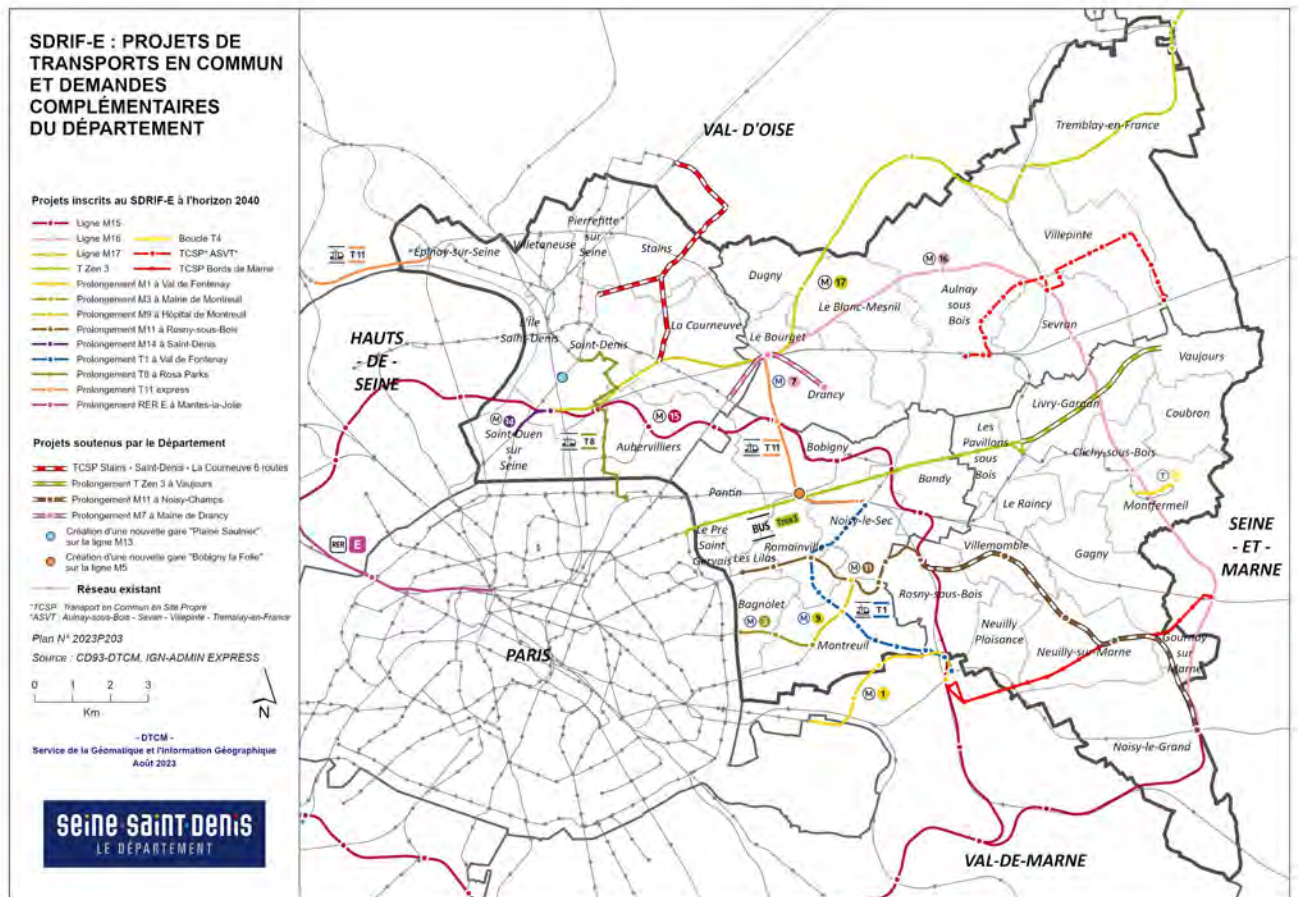 SDRIF-E : PROJETS DE
TRANSPORTS EN COMMUN
ET DEMANDES
COMPLÉMENTAIRES
DU DÉPARTEMENT
Projets inscrits au SDRIF-E à l'horizon 2040
Ligne M15
Ligne M16
Ligne M17
T Zen 3
Prolongement M1 à Val de Fontenay
Prolongement M3 à Mairie de Montreuil
Prolongement M9 à Hôpital de Montreuil
Prolongement M11 à Rosny-sous-Bois
Prolongement M14 à Saint-Denis
Prolongement T1 à Val de Fontenay
Prolongement T8 à Rosa Parks
Prolongement T11 express
Prolongement RER E à Mantes-la-Jolie
Boucle T4
TCSP* ASVT*
TCSP Bords de Marne
Projets soutenus par le Département
TCSP Stains - Saint-Denis - La Courneuve 6 routes
Prolongement T Zen 3 à Vaujours
Prolongement M11 à Noisy-Champs
Prolongement M7 à Mairie de Drancy
Création d'une nouvelle gare "Plaine Saulnier"
sur la ligne M13
Création d'une nouvelle gare "Bobigny la Folie"
sur la ligne M5
Réseau existant
*TCSP : Transport en Commun en Site Propre
*ASVT : Aulnay-sous-Bois - Sevran - Villepinte - Tremblay-en-France
Plan N° 2023P203
Source : CD93-DTCM, IGN-ADMIN EXPRESS
0 1 2 3
Km
N
- DTCM -
Service de la Géomatique et l'Information Géographique
Août 2023
seine saint denis
LE DÉPARTEMENT
VAL- D'OISE
Tremblay-en-France
Pierrefitte*
sur
Seine
Villetaneuse
*Épinay-sur-Seine
T11
Stains
Villepinte
Dugny
M 16
M 17
Le Blanc-Mesnil
Aulnay
sous
Bois
Sevran
La Courneuve
L'Île
Saint-Denis
Saint-Denis
Le Bourget
HAUTS
- DE -
SEINE
Vaujours
M 7
Drancy
Livry-Gargan
Coubron
M 14
Saint-Ouen
sur
Seine
M 15
T8
Aubervilliers
T11
Bobigny
Les
Pavillons
sous
Bois
Clichy-sous-Bois
Pantin
Bondy
T
Montfermeil
Le Raincy
BUS
Tzen3
Noisy-le-Sec
Le Pré
Saint
Gervais
SEINE
- ET -
MARNE
RER E
Les Lilas
Romainville
Villemomble
Gagny
M 11
Rosny-sous-Bois
Bagnolet
M 3
M 9
T1
Montreuil
Neuilly
Plaisance
Neuilly-sur-Marne
Gournay
sur
Marne
PARIS
M 1
Noisy-le-Grand
VAL-DE-MARNE